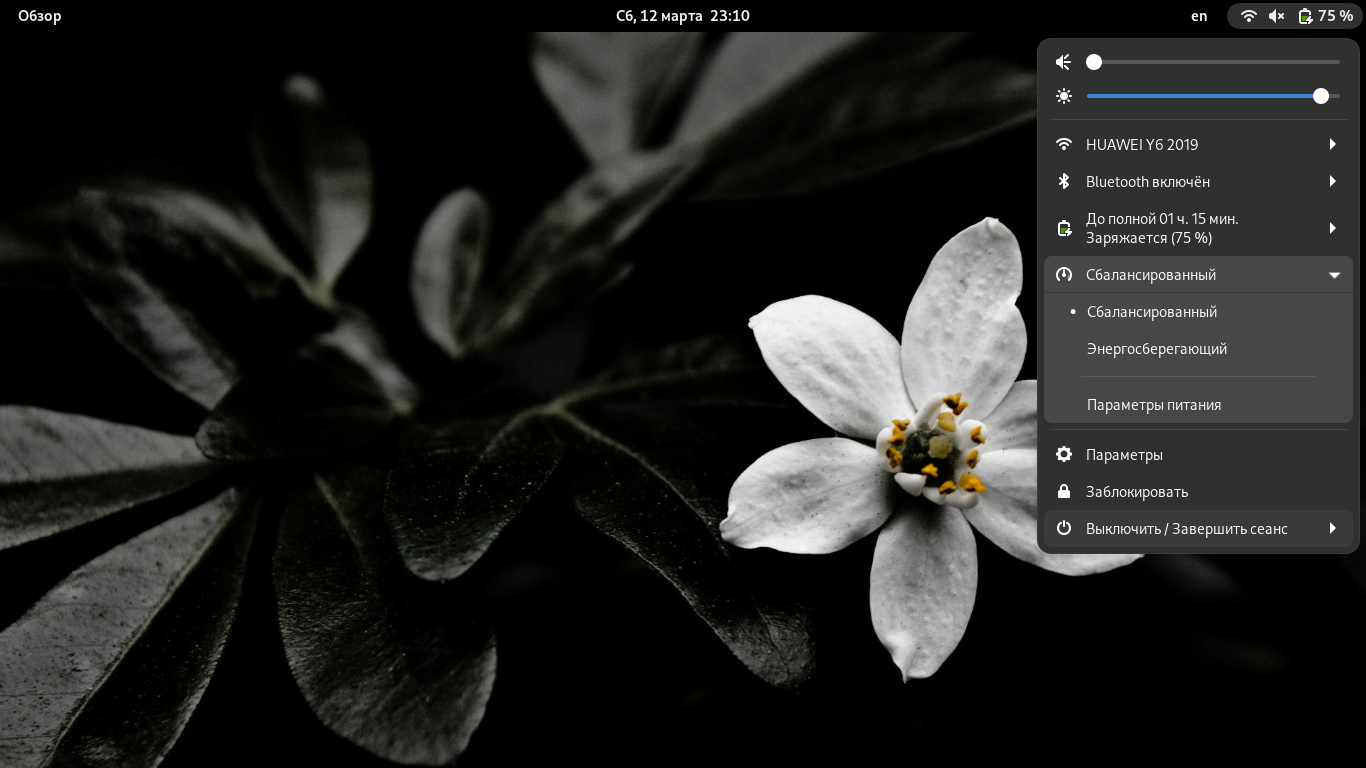 Обзор
Сб, 12 марта 23:10
en
75 %
HUAWEI Y6 2019
Bluetooth включён
До полной 01 ч. 15 мин.
Заряжается (75 %)
Сбалансированный
• Сбалансированный
Энергосберегающий
Параметры питания
Параметры
Заблокировать
Выключить / Завершить сеанс